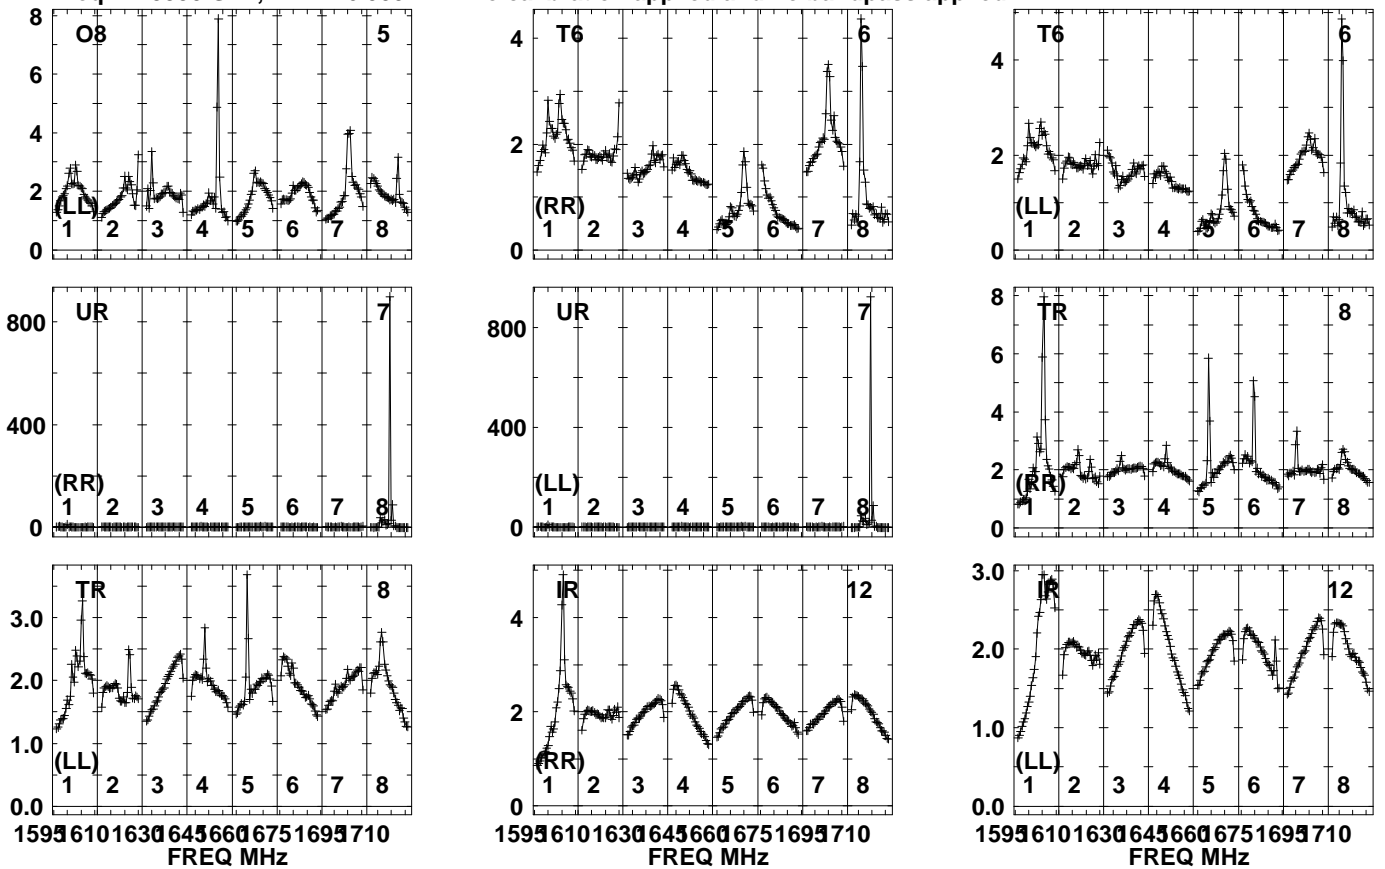 8 O8 5
6
4
2
(LL)
1 2 3 4 5 6 7 8
0
T6 6
4
2
(RR)
1 2 3 4 5 6 7 8
0
T6 6
4
2
(LL)
1 2 3 4 5 6 7 8
0
UR 7
800
400
(RR)
1 2 3 4 5 6 7 8
0
UR 7
800
400
(LL)
1 2 3 4 5 6 7 8
0
8 TR 8
6
4
2
(RR)
1 2 3 4 5 6 7 8
0
TR 8
3.0
2.0
1.0
(LL)
1 2 3 4 5 6 7 8
0.0
1595 1610 1630 1645 1660 1675 1695 1710
FREQ MHz
IR 12
4
2
(RR)
1 2 3 4 5 6 7 8
0
1595 1610 1630 1645 1660 1675 1695 1710
FREQ MHz
3.0 IR 12
2.0
1.0
(LL)
1 2 3 4 5 6 7 8
0.0
1595 1610 1630 1645 1660 1675 1695 1710
FREQ MHz